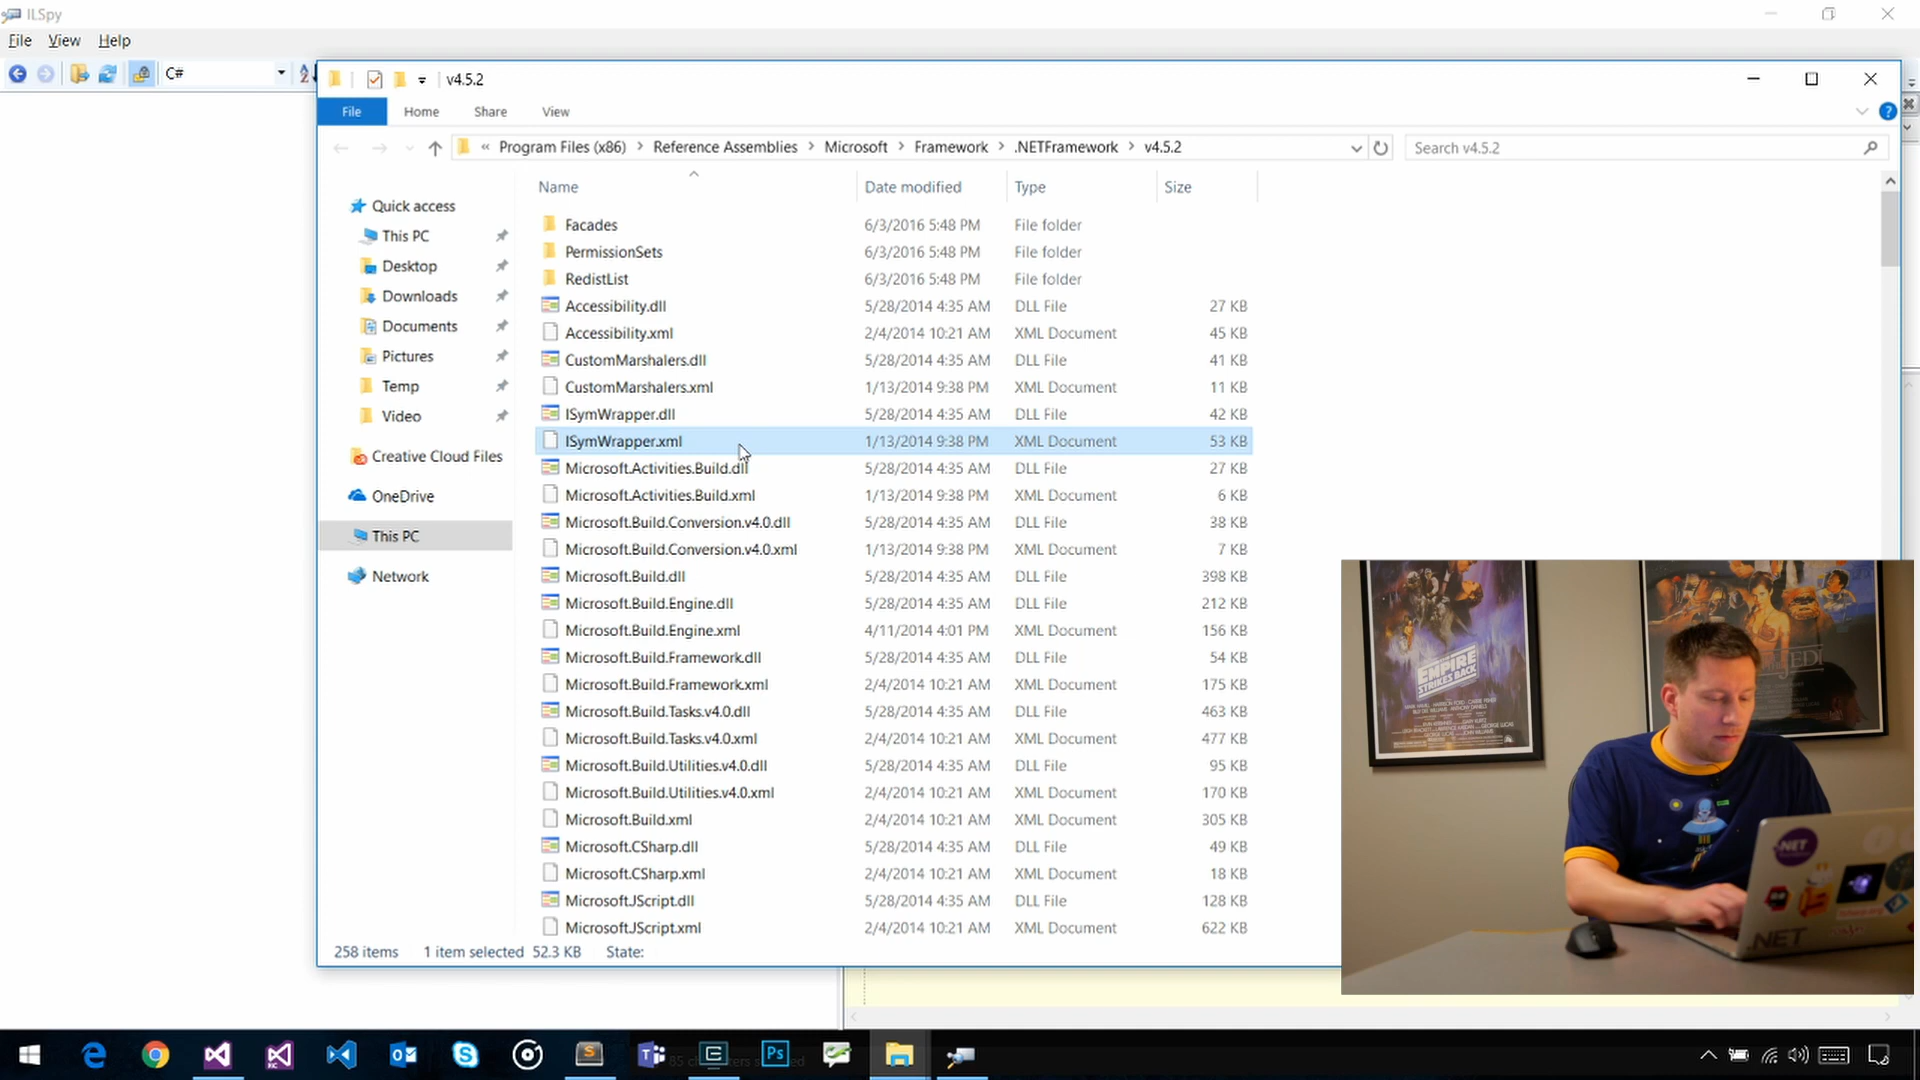 ILSpy
File View Help
C#
v4.5.2
File Home Share View
« Program Files (x86) > Reference Assemblies > Microsoft > Framework > .NETFramework > v4.5.2
Search v4.5.2
Name Date modified Type Size
Quick access
This PC
Desktop
Downloads
Documents
Pictures
Temp
Video
Creative Cloud Files
OneDrive
This PC
Network
Facades 6/3/2016 5:48 PM File folder
PermissionSets 6/3/2016 5:48 PM File folder
RedistList 6/3/2016 5:48 PM File folder
Accessibility.dll 5/28/2014 4:35 AM DLL File 27 KB
Accessibility.xml 2/4/2014 10:21 AM XML Document 45 KB
CustomMarshalers.dll 5/28/2014 4:35 AM DLL File 41 KB
CustomMarshalers.xml 1/13/2014 9:38 PM XML Document 11 KB
ISymWrapper.dll 5/28/2014 4:35 AM DLL File 42 KB
ISymWrapper.xml 1/13/2014 9:38 PM XML Document 53 KB
Microsoft.Activities.Build.dll 5/28/2014 4:35 AM DLL File 27 KB
Microsoft.Activities.Build.xml 1/13/2014 9:38 PM XML Document 6 KB
Microsoft.Build.Conversion.v4.0.dll 5/28/2014 4:35 AM DLL File 38 KB
Microsoft.Build.Conversion.v4.0.xml 1/13/2014 9:38 PM XML Document 7 KB
Microsoft.Build.dll 5/28/2014 4:35 AM DLL File 398 KB
Microsoft.Build.Engine.dll 5/28/2014 4:35 AM DLL File 212 KB
Microsoft.Build.Engine.xml 4/11/2014 4:01 PM XML Document 156 KB
Microsoft.Build.Framework.dll 5/28/2014 4:35 AM DLL File 54 KB
Microsoft.Build.Framework.xml 2/4/2014 10:21 AM XML Document 175 KB
Microsoft.Build.Tasks.v4.0.dll 5/28/2014 4:35 AM DLL File 463 KB
Microsoft.Build.Tasks.v4.0.xml 2/4/2014 10:21 AM XML Document 477 KB
Microsoft.Build.Utilities.v4.0.dll 5/28/2014 4:35 AM DLL File 95 KB
Microsoft.Build.Utilities.v4.0.xml 2/4/2014 10:21 AM XML Document 170 KB
Microsoft.Build.xml 2/4/2014 10:21 AM XML Document 305 KB
Microsoft.CSharp.dll 5/28/2014 4:35 AM DLL File 49 KB
Microsoft.CSharp.xml 2/4/2014 10:21 AM XML Document 18 KB
Microsoft.JScript.dll 5/28/2014 4:35 AM DLL File 128 KB
Microsoft.JScript.xml 2/4/2014 10:21 AM XML Document 622 KB
258 items 1 item selected 52.3 KB State:
EMPIRE
STRIKES BACK
JEDI
.NET
.NET
85 characters selected